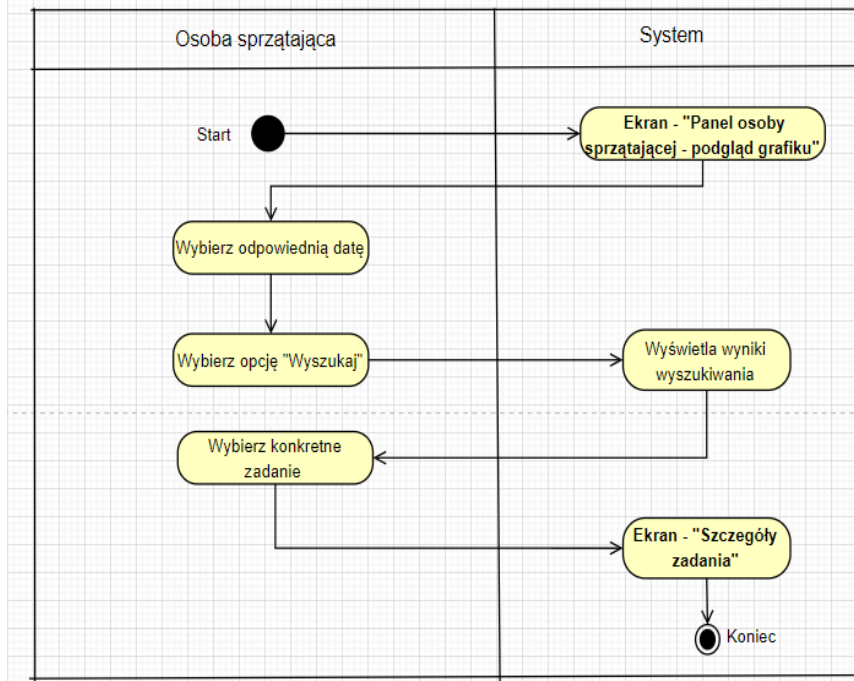 Osoba sprzątająca
System
Start
Ekran - "Panel osoby
sprzątającej - podgląd grafiku"
Wybierz odpowiednią datę
Wybierz opcję "Wyszukaj"
Wyświetla wyniki
wyszukiwania
Wybierz konkretne
zadanie
Ekran - "Szczegóły
zadania"
Koniec